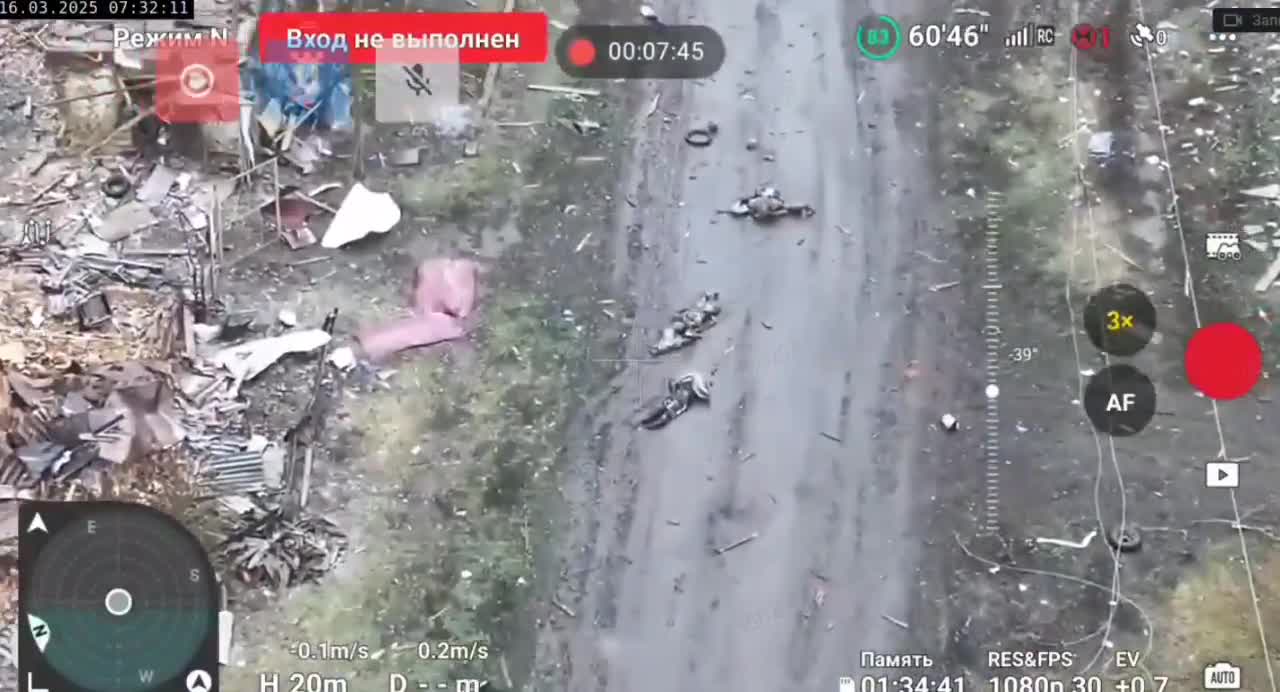 16.03.2025 07:32:11
Режим N
Вход не выполнен
00:07:45
83
60'46"
RC
1
0
3×
-39°
AF
E
S
N
W
-0.1m/s
0.2m/s
H 20m
D - - m
Память
01:34:41
RES&FPS
1080p 30
EV
+0.7
AUTO